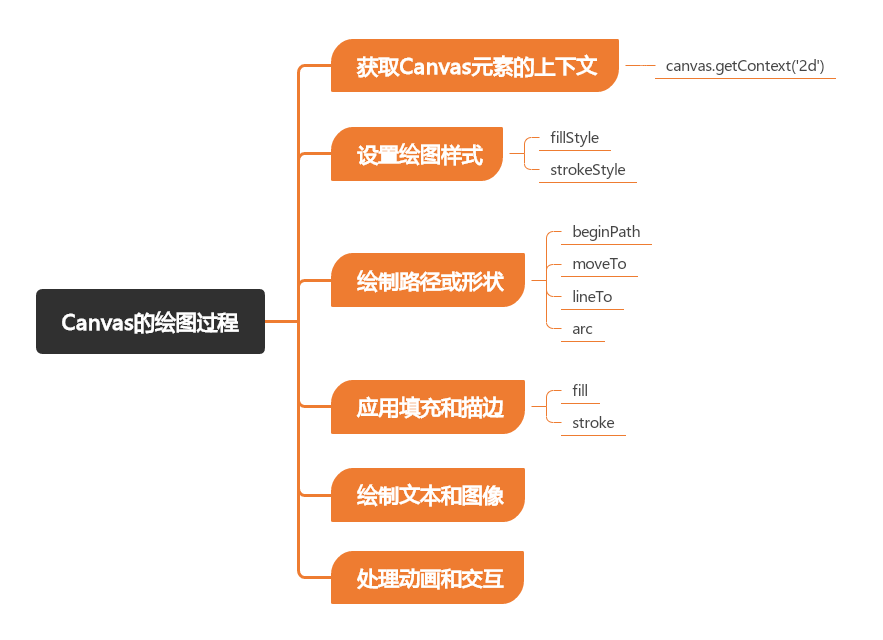 Canvas的绘图过程
获取Canvas元素的上下文
canvas.getContext('2d')
设置绘图样式
fillStyle
strokeStyle
绘制路径或形状
beginPath
moveTo
lineTo
arc
应用填充和描边
fill
stroke
绘制文本和图像
处理动画和交互